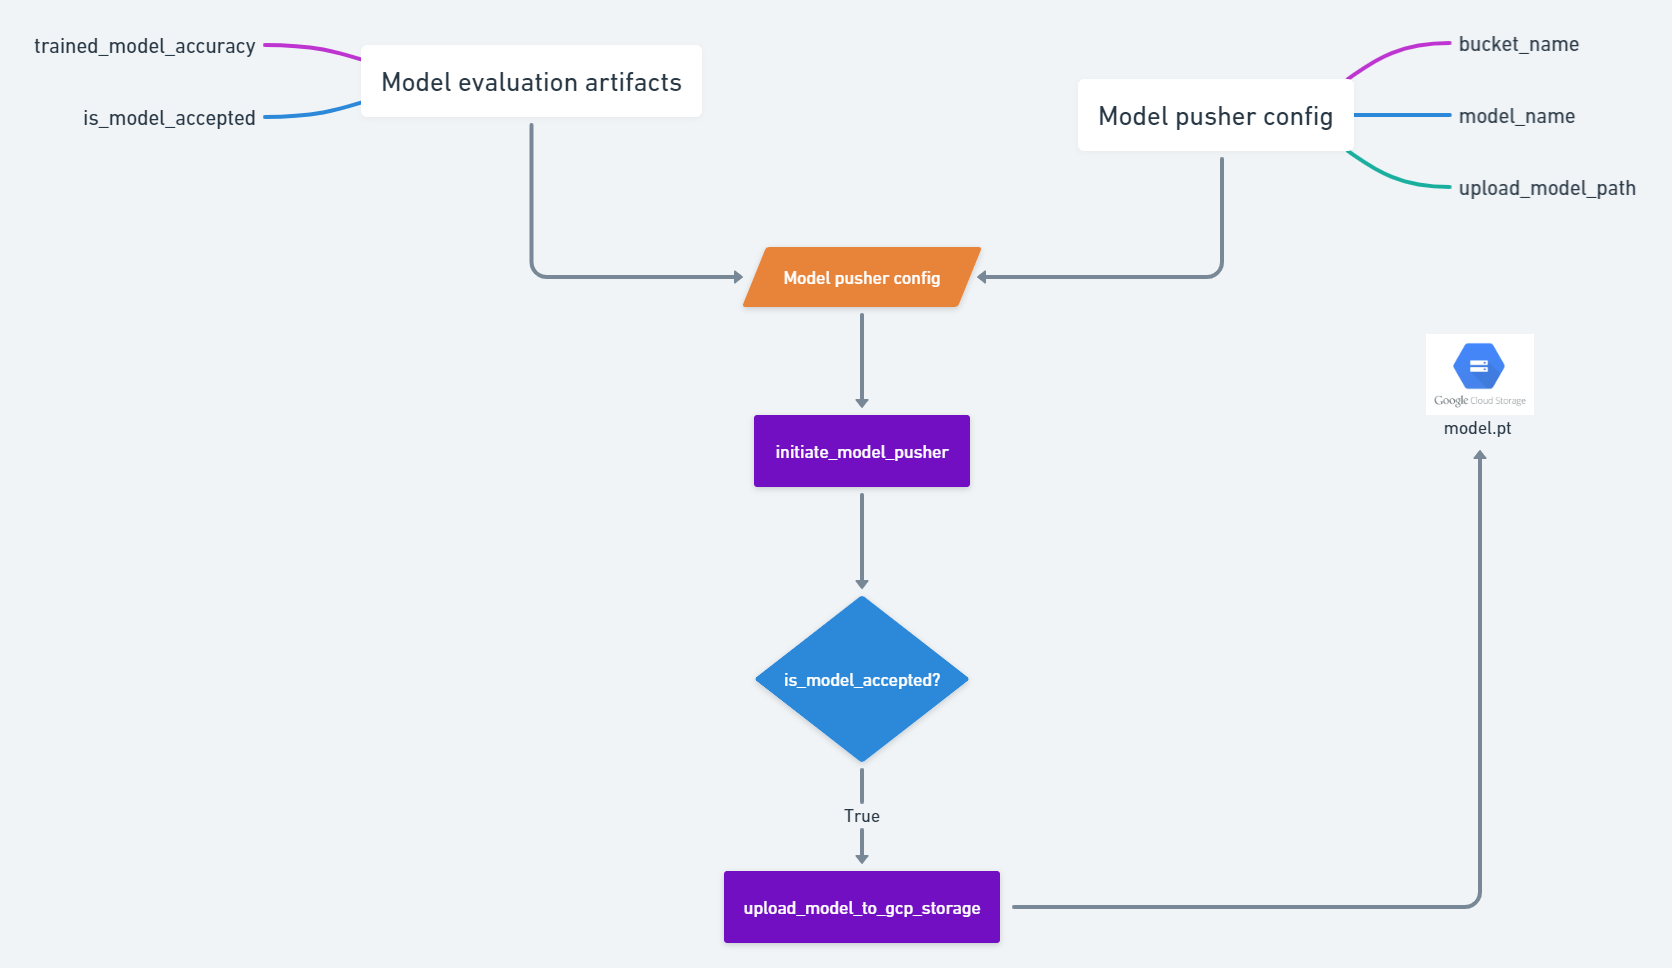 trained_model_accuracy
is_model_accepted
Model evaluation artifacts
Model pusher config
bucket_name
model_name
upload_model_path
Model pusher config
Google Cloud Storage
model.pt
initiate_model_pusher
is_model_accepted?
True
upload_model_to_gcp_storage